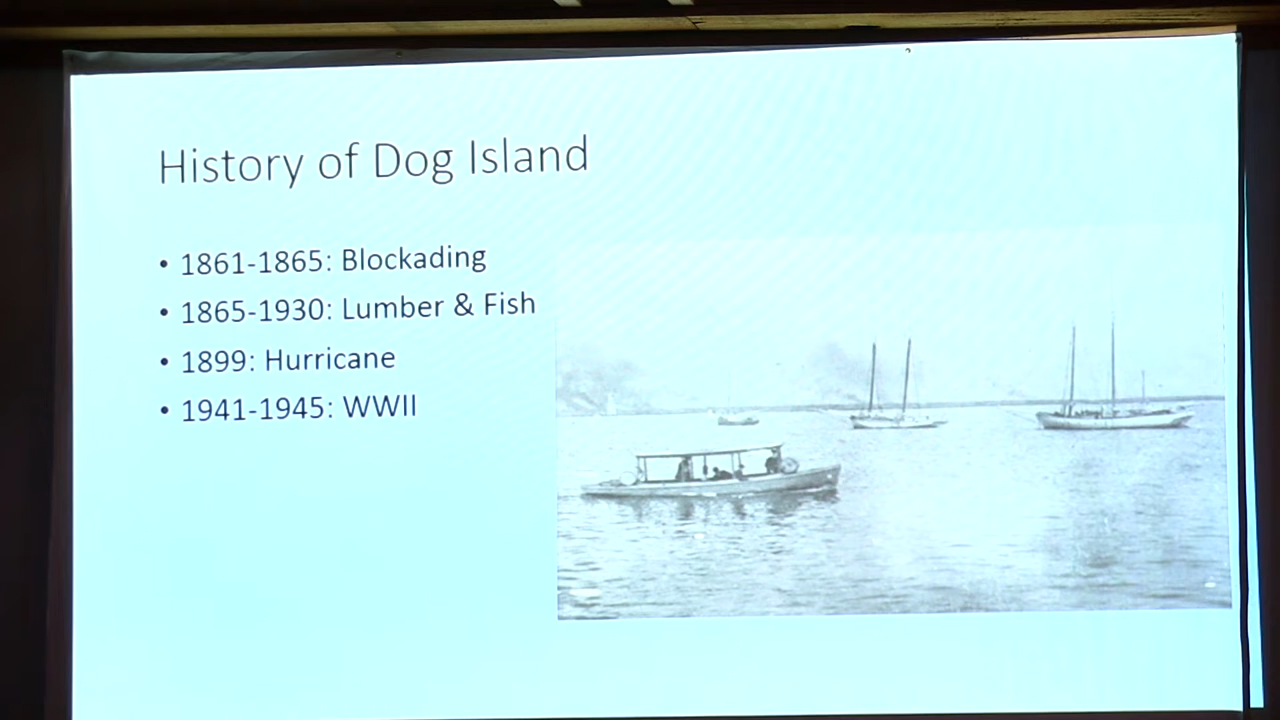 History of Dog Island
• 1861-1865: Blockading
• 1865-1930: Lumber & Fish
• 1899: Hurricane
• 1941-1945: WWII